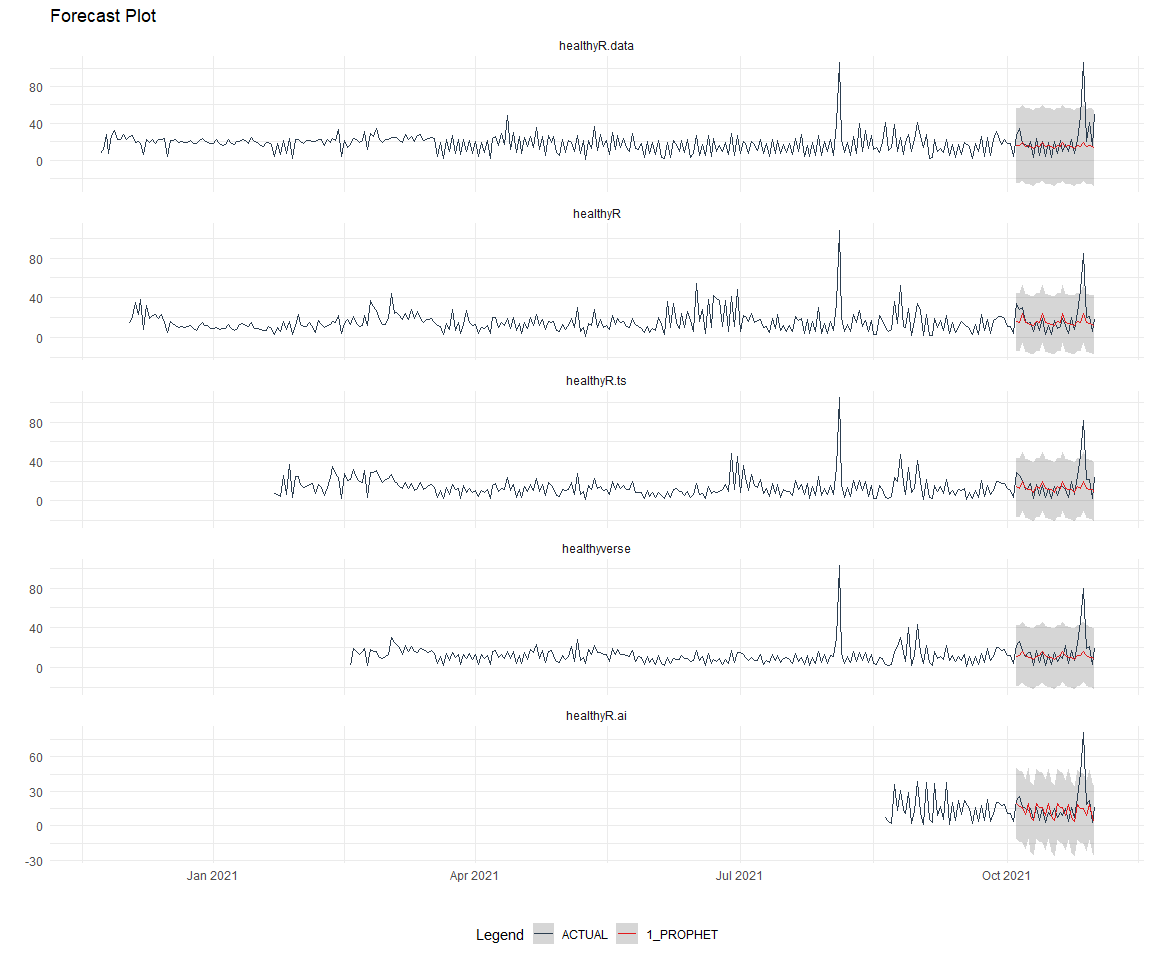 Forecast Plot
healthyR.data
80
40
0
healthyR
80
40
0
healthyR.ts
80
40
0
healthyverse
80
40
0
healthyR.ai
60
30
0
-30
Jan 2021 Apr 2021 Jul 2021 Oct 2021
Legend ACTUAL 1_PROPHET